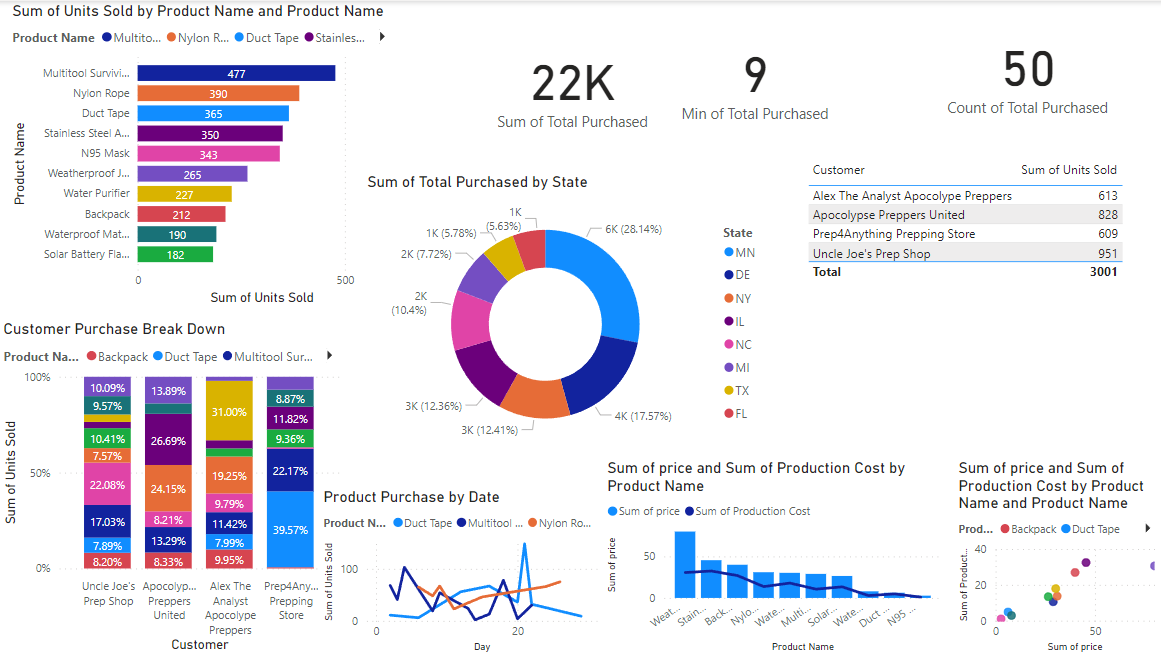 Sum of Units Sold by Product Name and Product Name
Product Name Multito... Nylon R... Duct Tape Stainles...
Product Name
Multitool Survivi... 477
Nylon Rope 390
Duct Tape 365
Stainless Steel A... 350
N95 Mask 343
Weatherproof J... 265
Water Purifier 227
Backpack 212
Waterproof Mat... 190
Solar Battery Fla... 182
0 500
Sum of Units Sold
22K
Sum of Total Purchased
9
Min of Total Purchased
50
Count of Total Purchased
Sum of Total Purchased by State
6K (28.14%)
4K (17.57%)
3K (12.41%)
3K (12.36%)
2K
(10.4%)
2K (7.72%)
1K (5.78%)
1K
(5.63%)
State
MN
DE
NY
IL
NC
MI
TX
FL
Customer Sum of Units Sold
Alex The Analyst Apocolype Preppers 613
Apocolypse Preppers United 828
Prep4Anything Prepping Store 609
Uncle Joe's Prep Shop 951
Total 3001
Customer Purchase Break Down
Product Na... Backpack Duct Tape Multitool Sur...
Sum of Units Sold
100%
50%
0%
10.09%
9.57%
10.41%
7.57%
22.08%
17.03%
7.89%
8.20%
13.89%
26.69%
24.15%
8.21%
13.29%
8.33%
31.00%
19.25%
9.79%
11.42%
7.99%
9.95%
8.87%
11.82%
9.36%
22.17%
39.57%
Uncle Joe's
Prep Shop
Apocolyp...
Preppers
United
Alex The
Analyst
Apocolype
Preppers
Prep4Any...
Prepping
Store
Customer
Product Purchase by Date
Product N... Duct Tape Multitool ... Nylon Ro...
Sum of Units Sold
100
0
0 20
Day
Sum of price and Sum of Production Cost by
Product Name
Sum of price Sum of Production Cost
Sum of price
50
0
Weat... Stain... Back... Nylo... Wate... Multi... Solar... Wate... Duct ... N95 ...
Product Name
Sum of price and Sum of
Production Cost by Product
Name and Product Name
Prod... Backpack Duct Tape
Sum of Product...
40
20
0
0 50
Sum of price